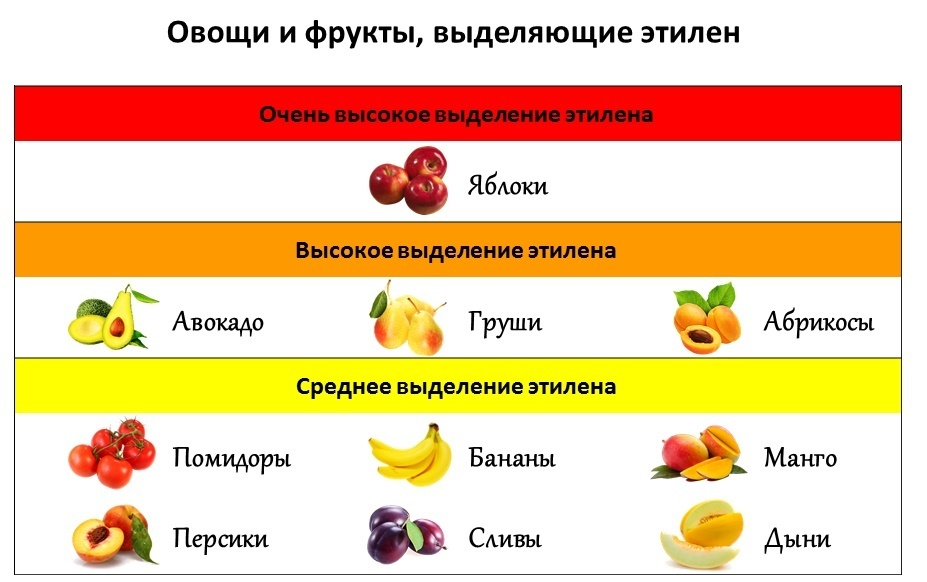 Овощи и фрукты, выделяющие этилен
Очень высокое выделение этилена
Яблоки
Высокое выделение этилена
Авокадо Груши Абрикосы
Среднее выделение этилена
Помидоры Бананы Манго
Персики Сливы Дыни